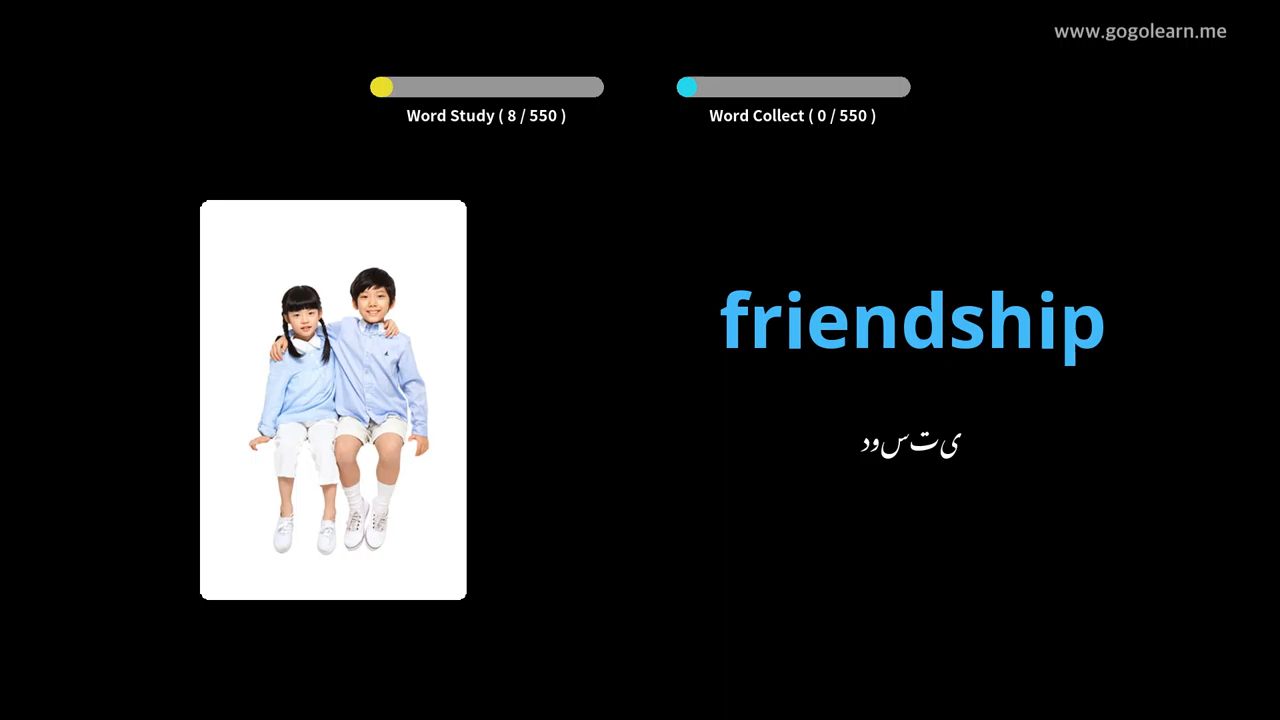 www.gogolearn.me
Word Study ( 8 / 550 )
Word Collect ( 0 / 550 )
friendship
دوستی